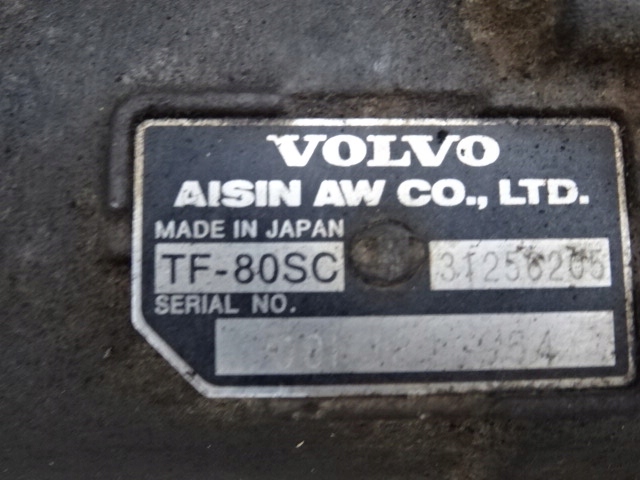 VOLVO
AISIN AW CO., LTD.
MADE IN JAPAN
TF-80SC 31256205
SERIAL NO.